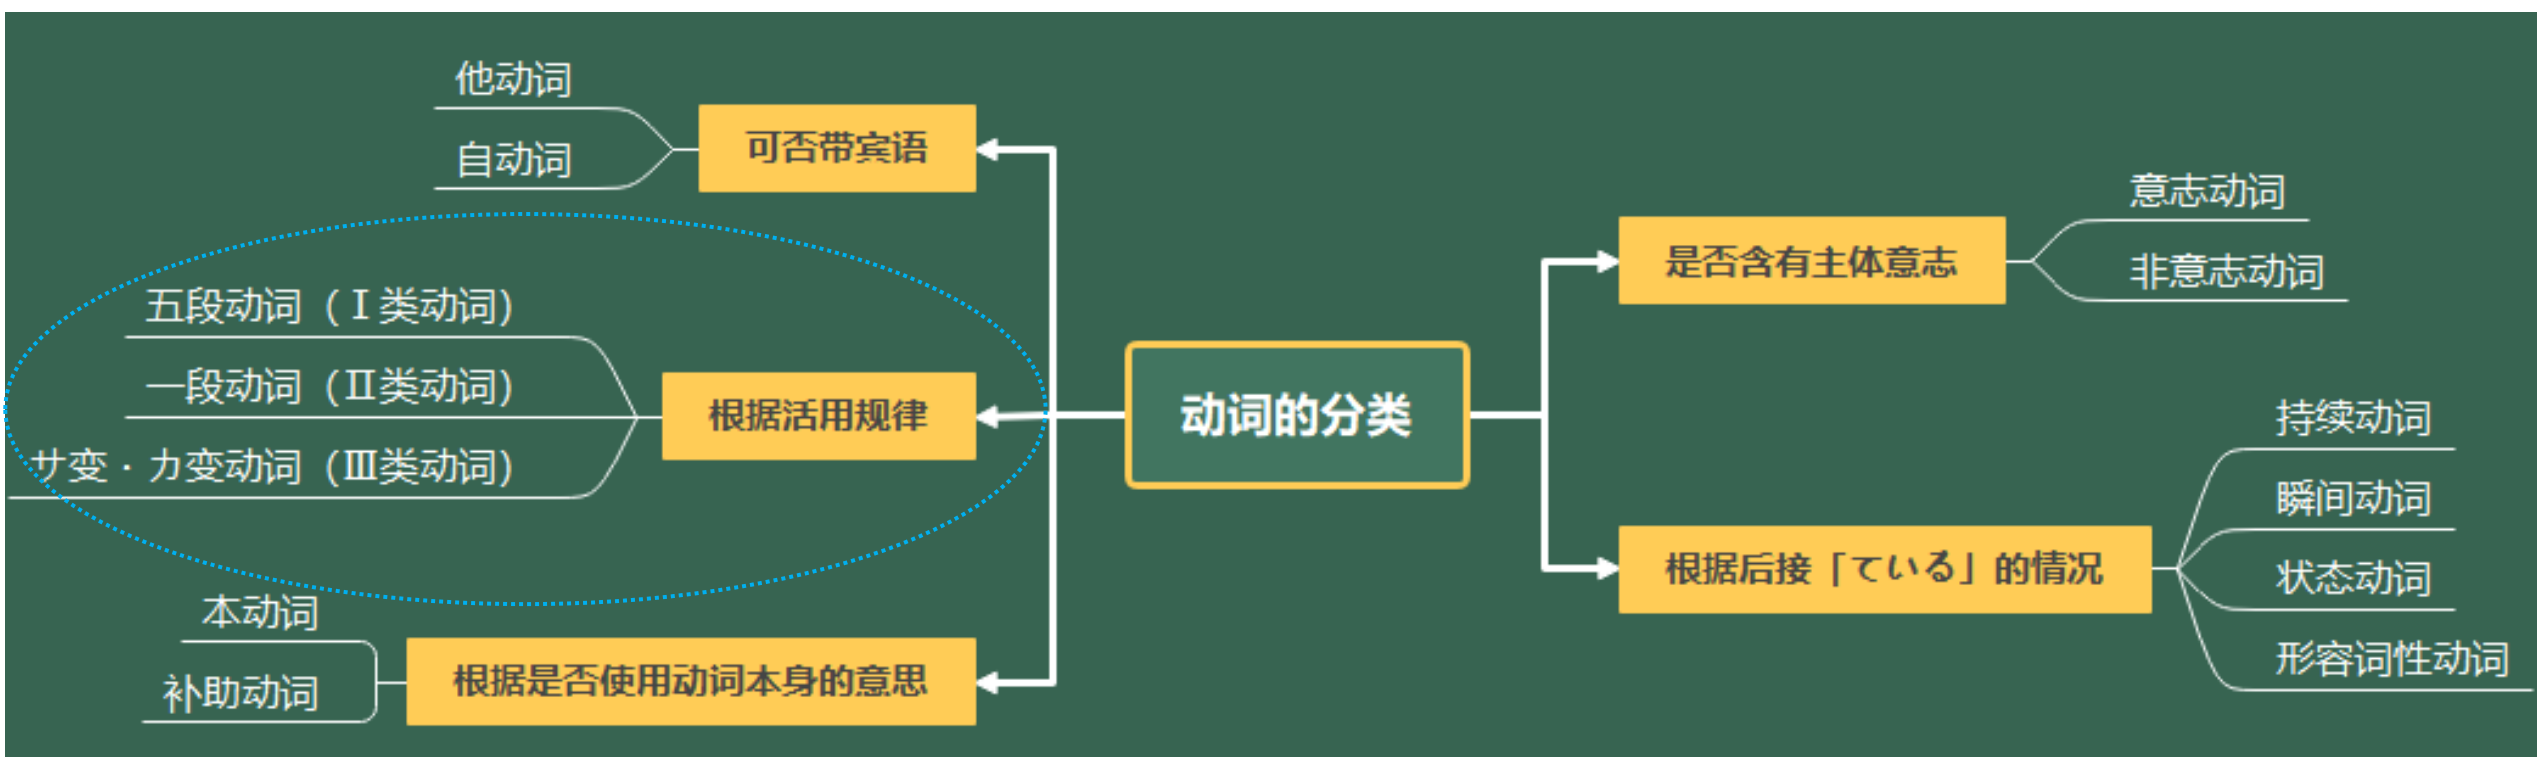 动词的分类
可否带宾语
他动词
自动词
根据活用规律
五段动词（Ⅰ类动词）
一段动词（Ⅱ类动词）
サ变・カ变动词（Ⅲ类动词）
根据是否使用动词本身的意思
本动词
补助动词
是否含有主体意志
意志动词
非意志动词
根据后接「ている」的情况
持续动词
瞬间动词
状态动词
形容词性动词